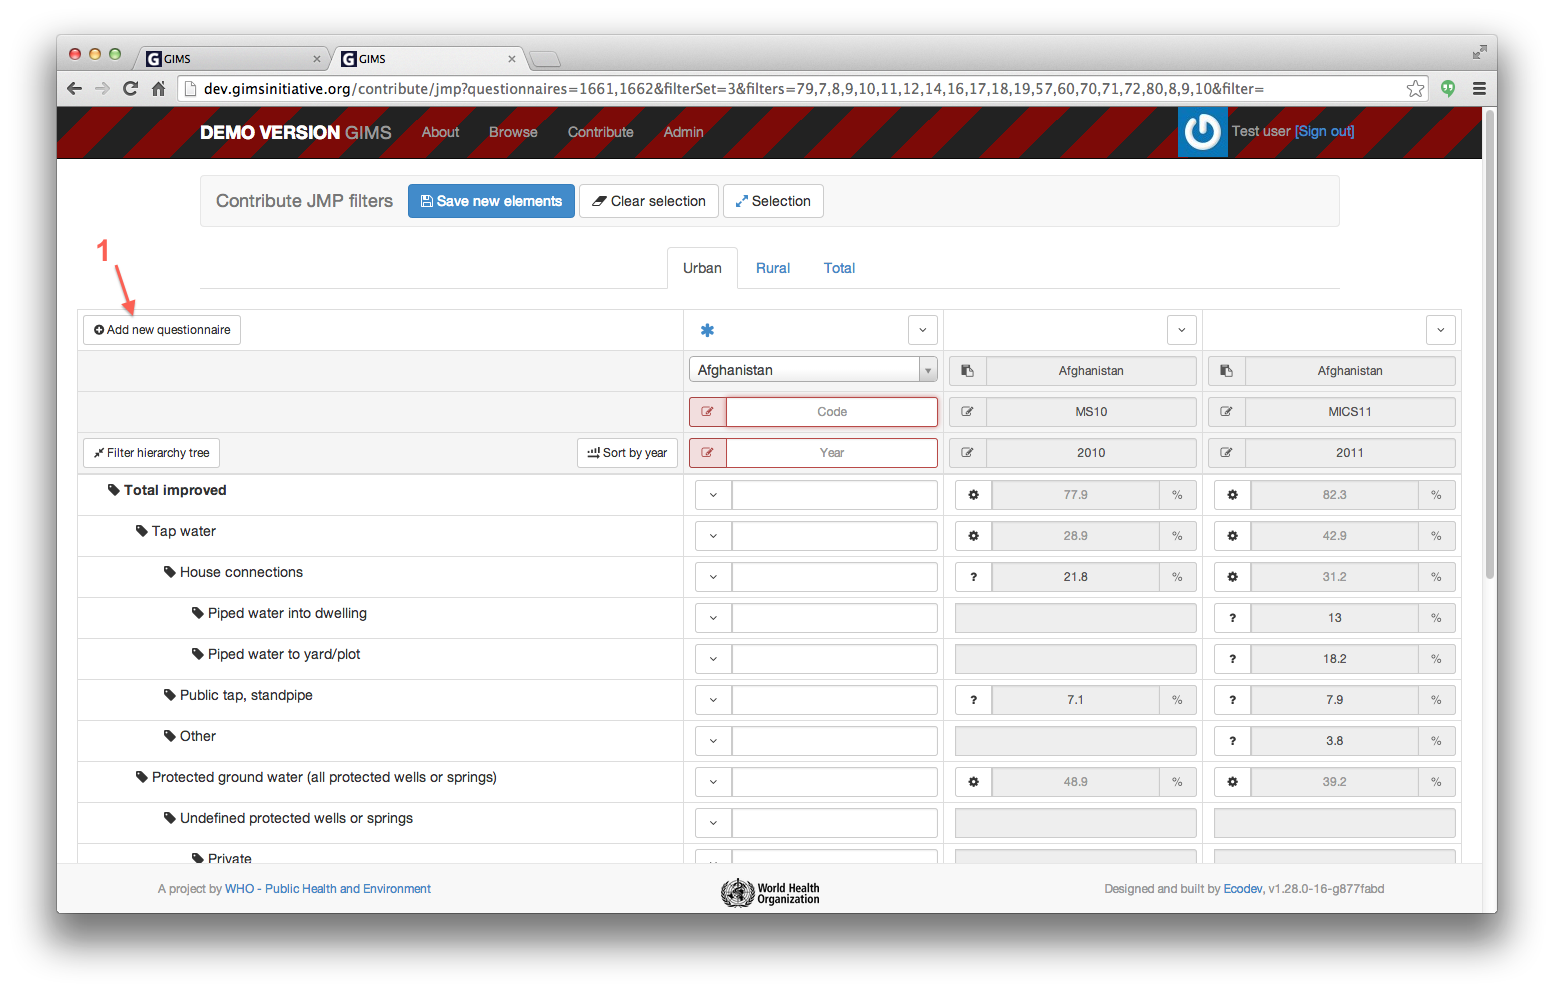 GIMS × GIMS ×
dev.gimsinitiative.org/contribute/jmp?questionnaires=1661,1662&filterSet=3&filters=79,7,8,9,10,11,12,14,16,17,18,19,57,60,70,71,72,80,8,9,10&filter=
DEMO VERSION GIMS About Browse Contribute Admin Test user [Sign out]
Contribute JMP filters Save new elements Clear selection Selection
1
Urban Rural Total
Add new questionnaire
Afghanistan Afghanistan Afghanistan
Code MS10 MICS11
Filter hierarchy tree Sort by year Year 2010 2011
Total improved 77.9 % 82.3 %
Tap water 28.9 % 42.9 %
House connections ? 21.8 % 31.2 %
Piped water into dwelling ? 13 %
Piped water to yard/plot ? 18.2 %
Public tap, standpipe ? 7.1 % ? 7.9 %
Other ? 3.8 %
Protected ground water (all protected wells or springs) 48.9 % 39.2 %
Undefined protected wells or springs
Private
A project by WHO - Public Health and Environment World Health Organization Designed and built by Ecodev, v1.28.0-16-g877fabd